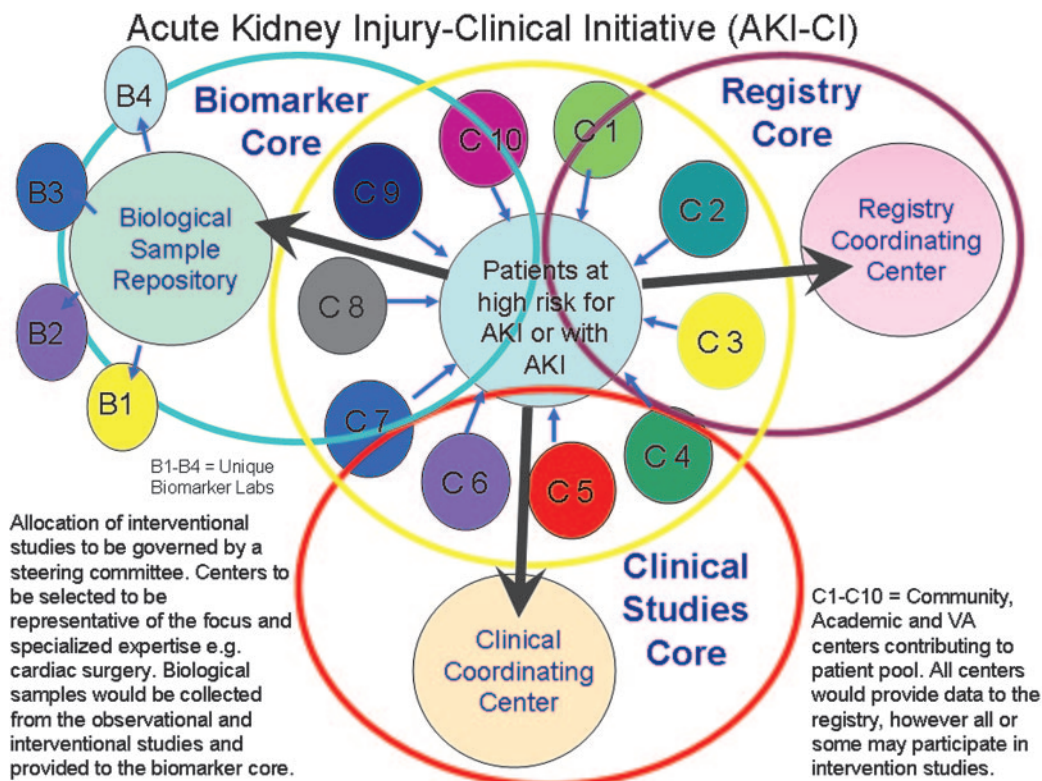 Acute Kidney Injury-Clinical Initiative (AKI-CI)
B4
Biomarker
Core
Registry
Core
C 10
C 1
B3
C 9
C 2
Biological
Sample
Repository
Registry
Coordinating
Center
Patients at
high risk for
AKI or with
AKI
C 8
B2
C 3
B1
C 7
C 4
C 6
C 5
B1-B4 = Unique
Biomarker Labs
Allocation of interventional
studies to be governed by a
steering committee. Centers to
be selected to be
representative of the focus and
specialized expertise e.g.
cardiac surgery. Biological
samples would be collected
from the observational and
interventional studies and
provided to the biomarker core.
Clinical
Studies
Core
Clinical
Coordinating
Center
C1-C10 = Community,
Academic and VA
centers contributing to
patient pool. All centers
would provide data to the
registry, however all or
some may participate in
intervention studies.